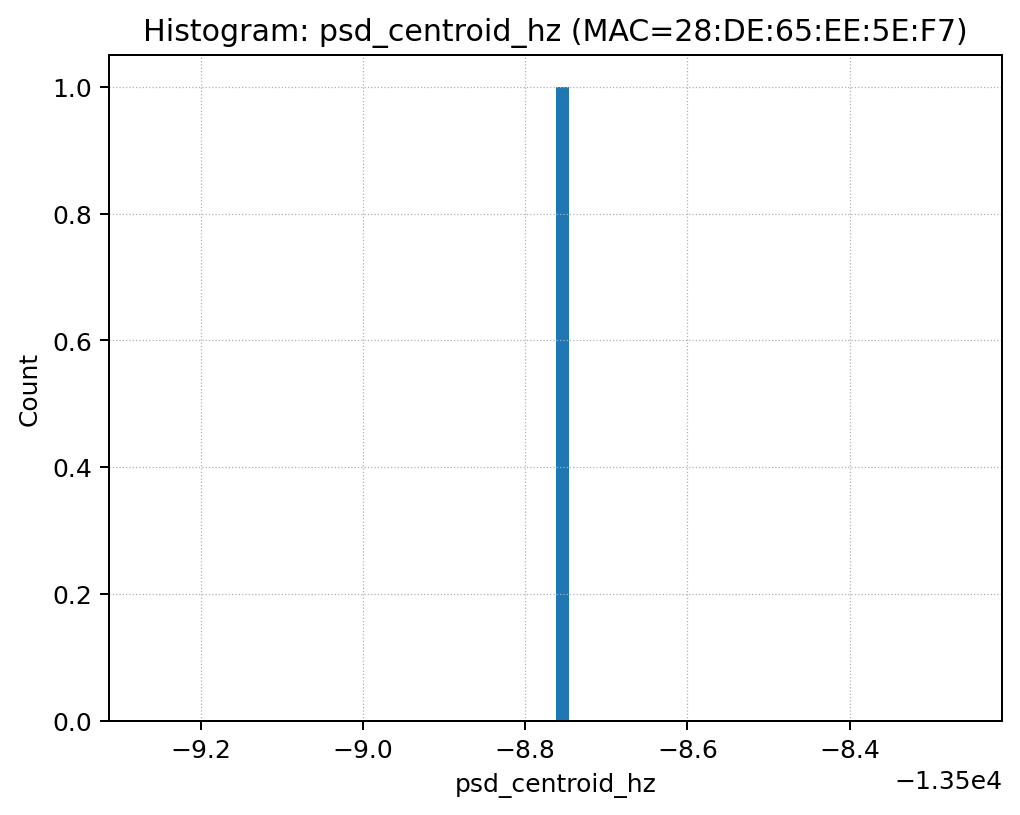 Histogram: psd_centroid_hz (MAC=28:DE:65:EE:5E:F7)
1.0
0.8
0.6
0.4
0.2
0.0
Count
−9.2 −9.0 −8.8 −8.6 −8.4
psd_centroid_hz
−1.35e4